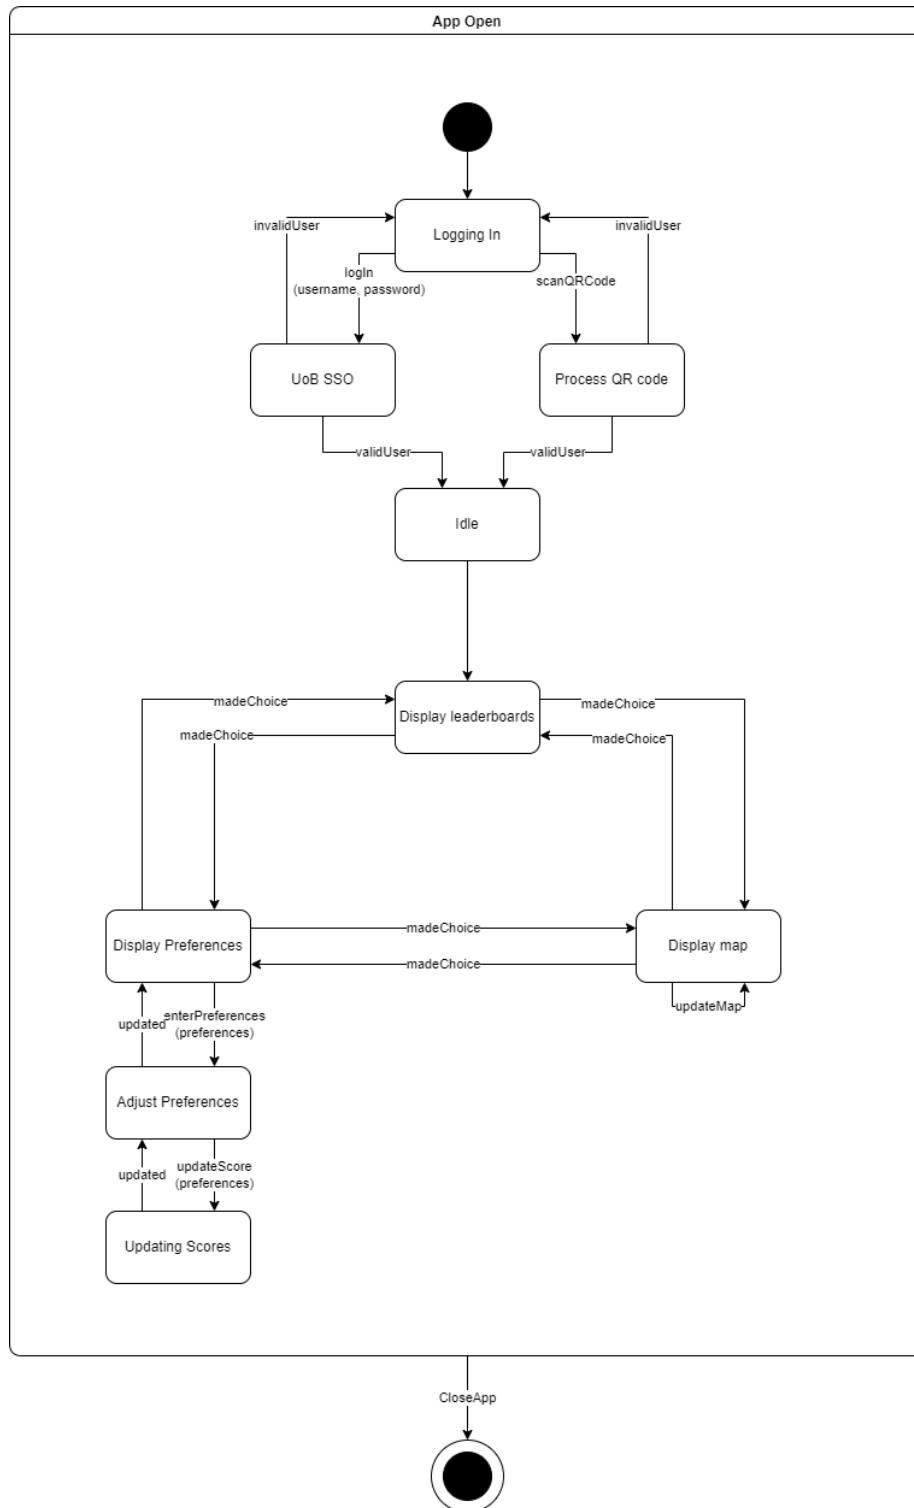 App Open
invalidUser
Logging In
invalidUser
logIn
(username, password)
scanQRCode
UoB SSO
Process QR code
validUser
validUser
Idle
madeChoice
Display leaderboards
madeChoice
madeChoice
madeChoice
Display Preferences
madeChoice
Display map
madeChoice
updated
enterPreferences
(preferences)
updateMap
Adjust Preferences
updated
updateScore
(preferences)
Updating Scores
CloseApp